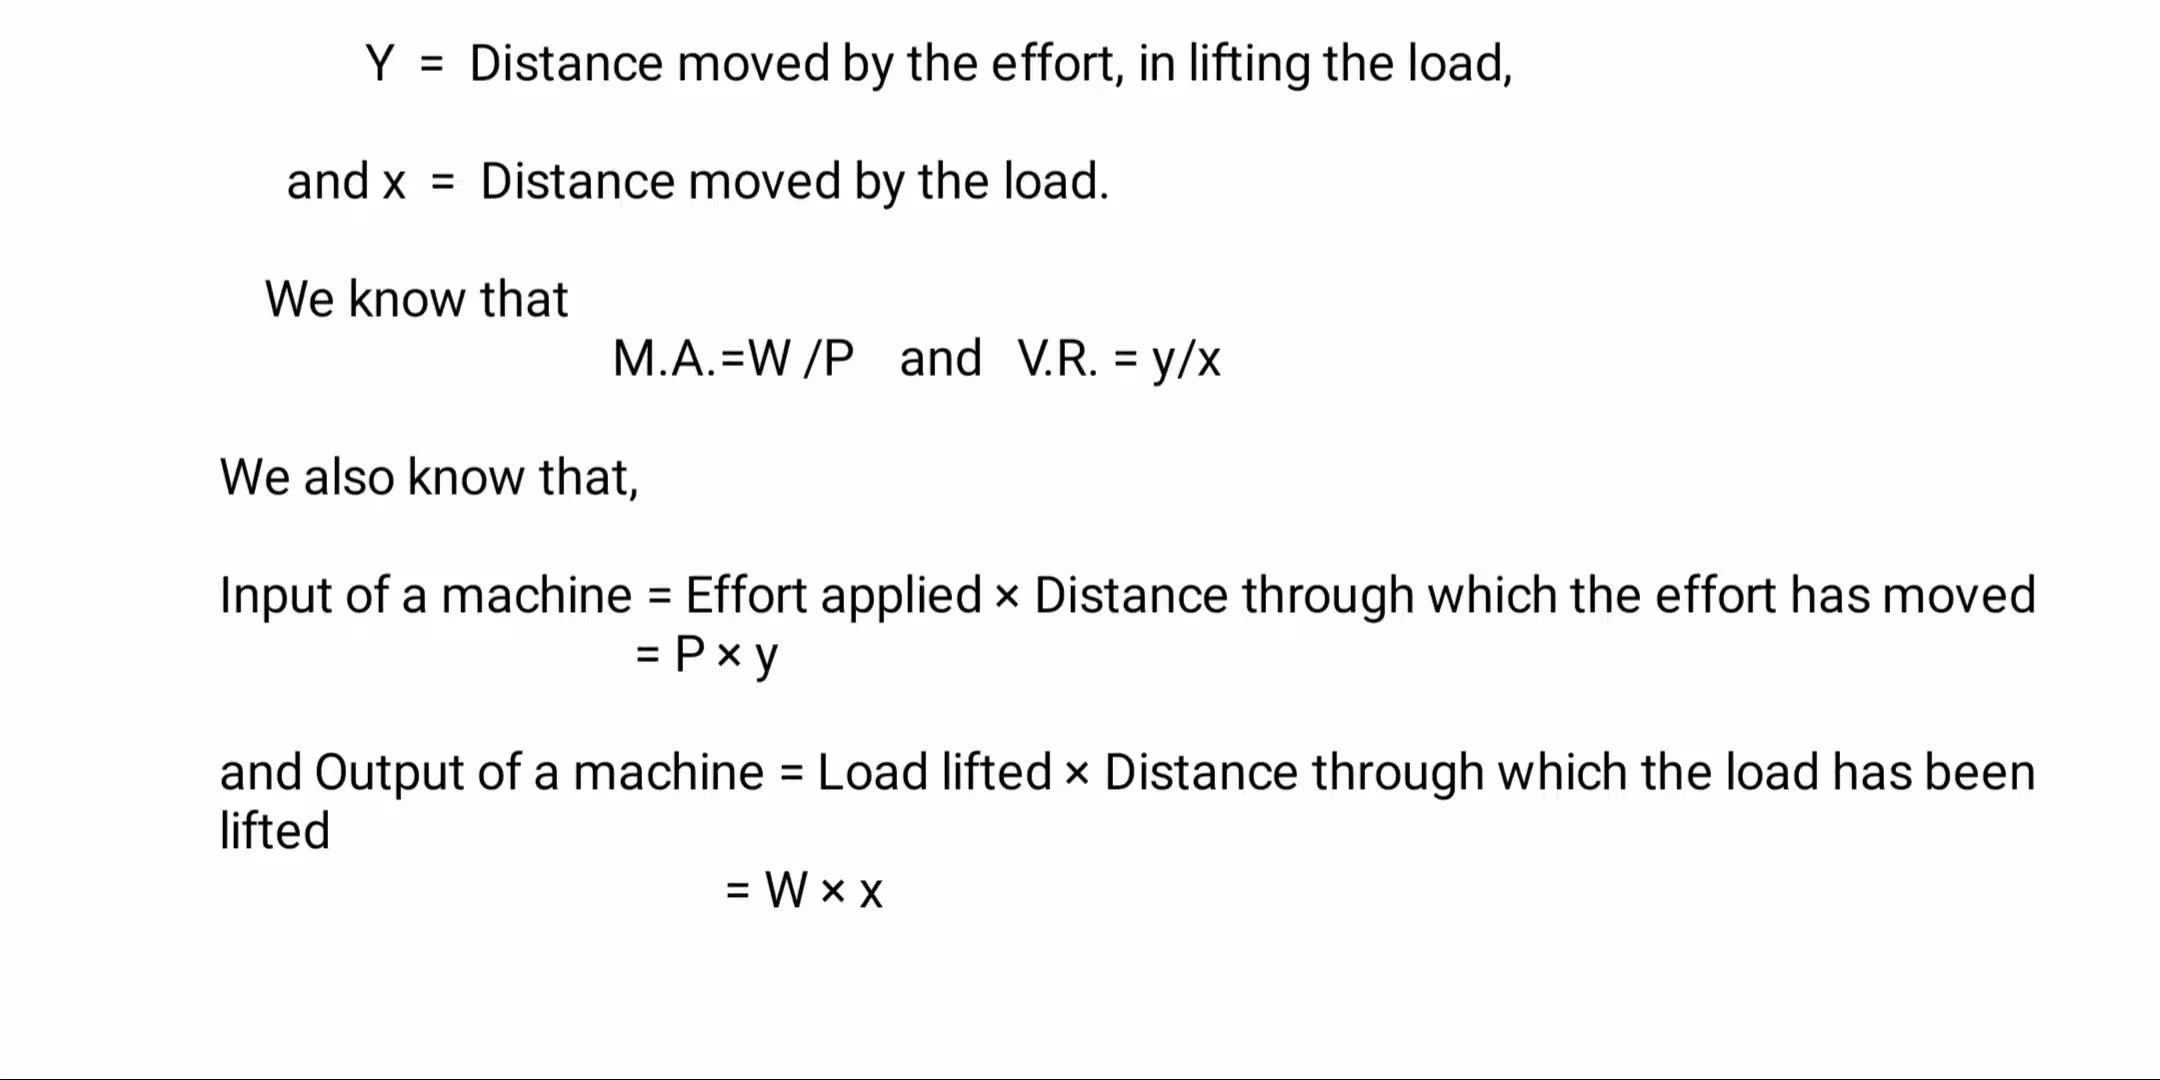 Y = Distance moved by the effort, in lifting the load,
and x = Distance moved by the load.
We know that
M.A.=W /P and V.R. = y/x
We also know that,
Input of a machine = Effort applied × Distance through which the effort has moved
= P × y
and Output of a machine = Load lifted × Distance through which the load has been
lifted
= W × x